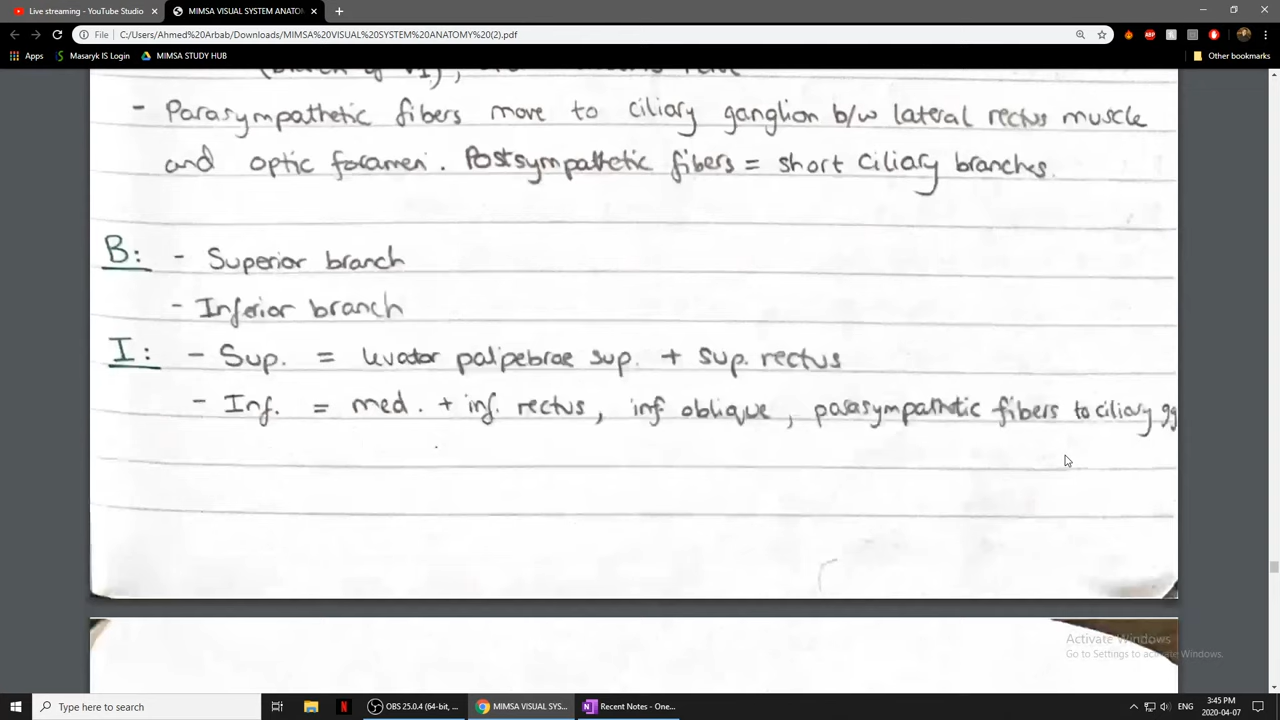 Live streaming - YouTube Studio
MIMSA VISUAL SYSTEM ANATOM
File C:/Users/Ahmed%20Arbab/Downloads/MIMSA%20VISUAL%20SYSTEM%20ANATOMY%20(2).pdf
ABP
Apps Masaryk IS Login MIMSA STUDY HUB Other bookmarks
- Parasympathetic fibers move to ciliary ganglion b/w lateral rectus muscle
and optic foramen. Postsympathetic fibers = short ciliary branches.
B: - Superior branch
- Inferior branch
I: - Sup. = levator palpebrae sup. + sup. rectus
- Inf. = med. + inf. rectus, inf oblique, parasympathetic fibers to ciliary gg
Activate Windows
Go to Settings to activate Windows.
Type here to search
OBS 25.0.4 (64-bit, ...
MIMSA VISUAL SYS...
Recent Notes - One...
ENG
3:45 PM
2020-04-07